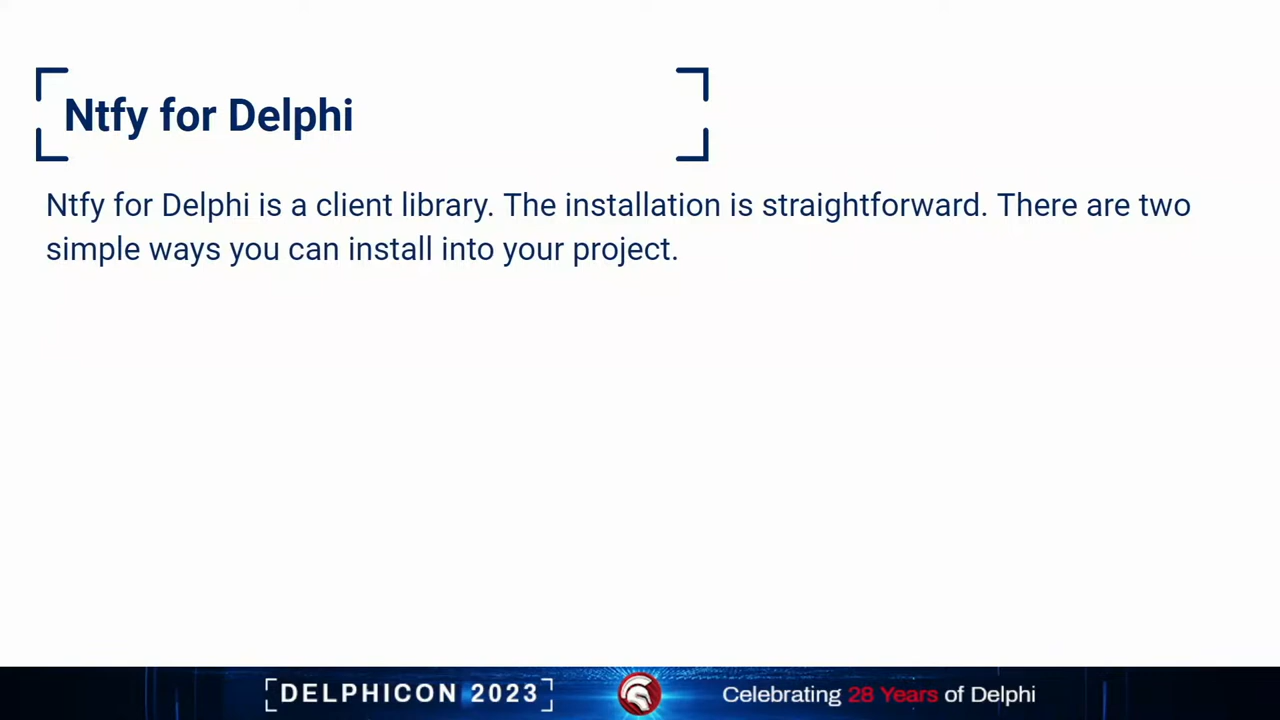 Ntfy for Delphi
Ntfy for Delphi is a client library. The installation is straightforward. There are two
simple ways you can install into your project.
DELPHICON 2023
Celebrating 28 Years of Delphi